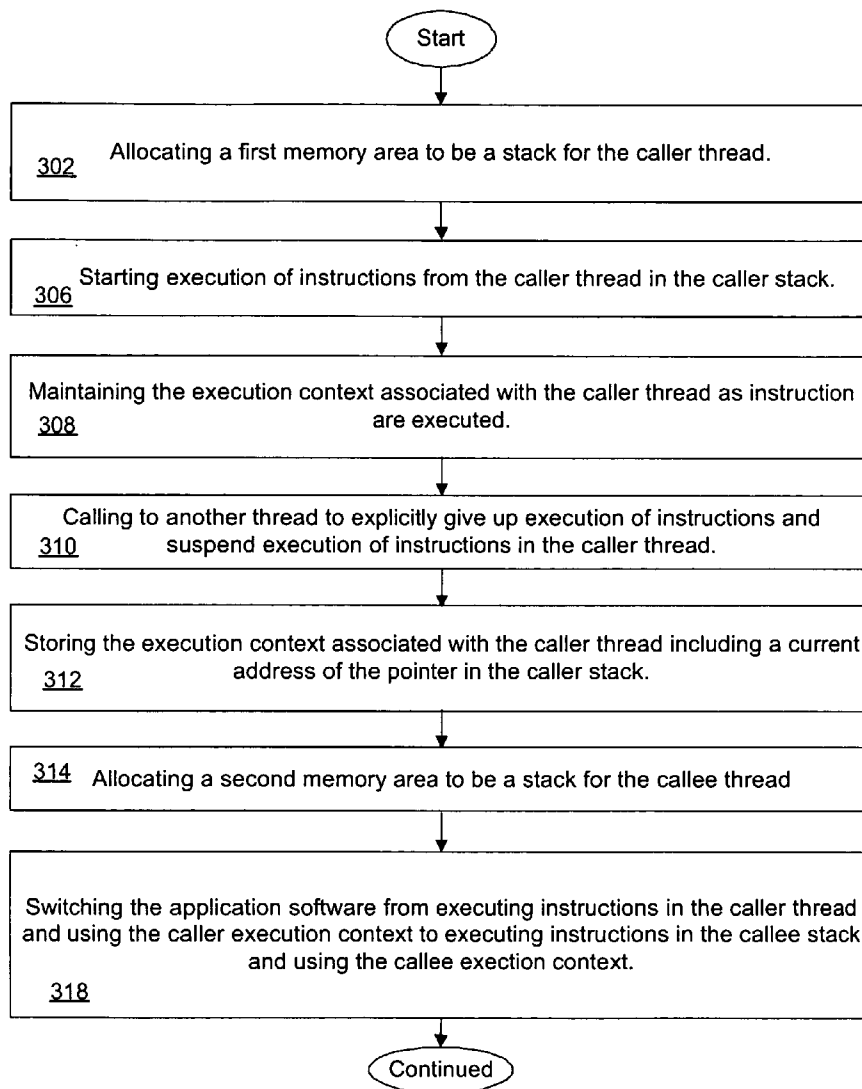 Start
Allocating a first memory area to be a stack for the caller thread.
302
Starting execution of instructions from the caller thread in the caller stack.
306
Maintaining the execution context associated with the caller thread as instruction
are executed.
308
Calling to another thread to explicitly give up execution of instructions and
suspend execution of instructions in the caller thread.
310
Storing the execution context associated with the caller thread including a current
address of the pointer in the caller stack.
312
314
Allocating a second memory area to be a stack for the callee thread
Switching the application software from executing instructions in the caller thread
and using the caller execution context to executing instructions in the callee stack
and using the callee exection context.
318
Continued